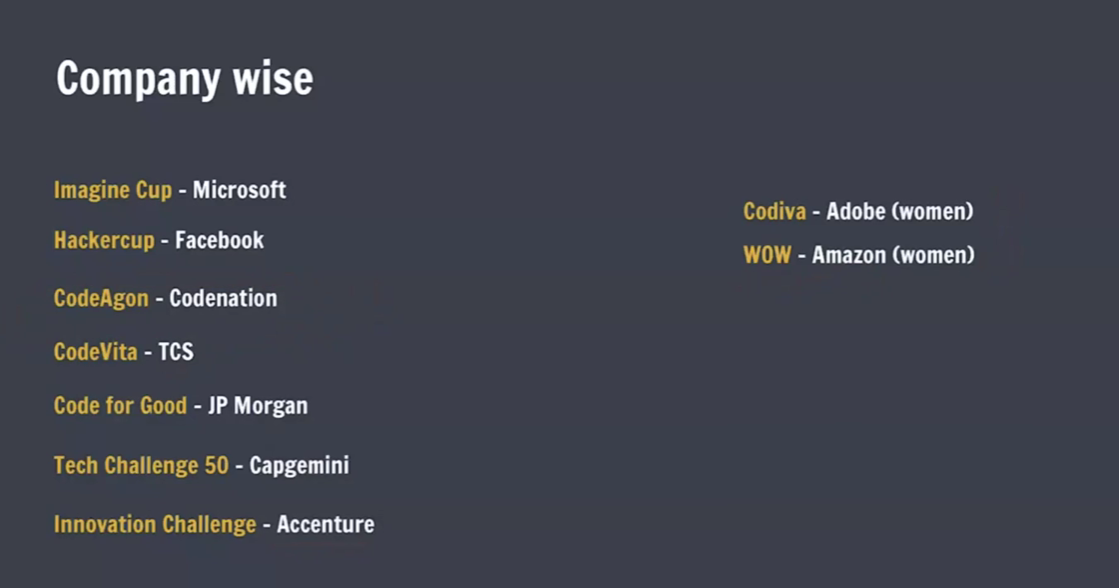 Company wise
Imagine Cup - Microsoft
Hackercup - Facebook
CodeAgon - Codenation
CodeVita - TCS
Code for Good - JP Morgan
Tech Challenge 50 - Capgemini
Innovation Challenge - Accenture
Codiva - Adobe (women)
WOW - Amazon (women)